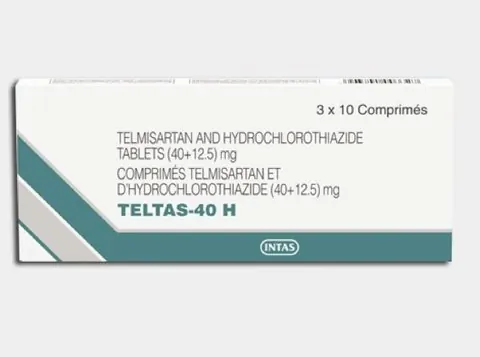 3 x 10 Comprimés
TELMISARTAN AND HYDROCHLOROTHIAZIDE
TABLETS (40+12.5) mg
COMPRIMÉS TELMISARTAN ET
D'HYDROCHLOROTHIAZIDE (40+12.5) mg
TELTAS-40 H
INTAS